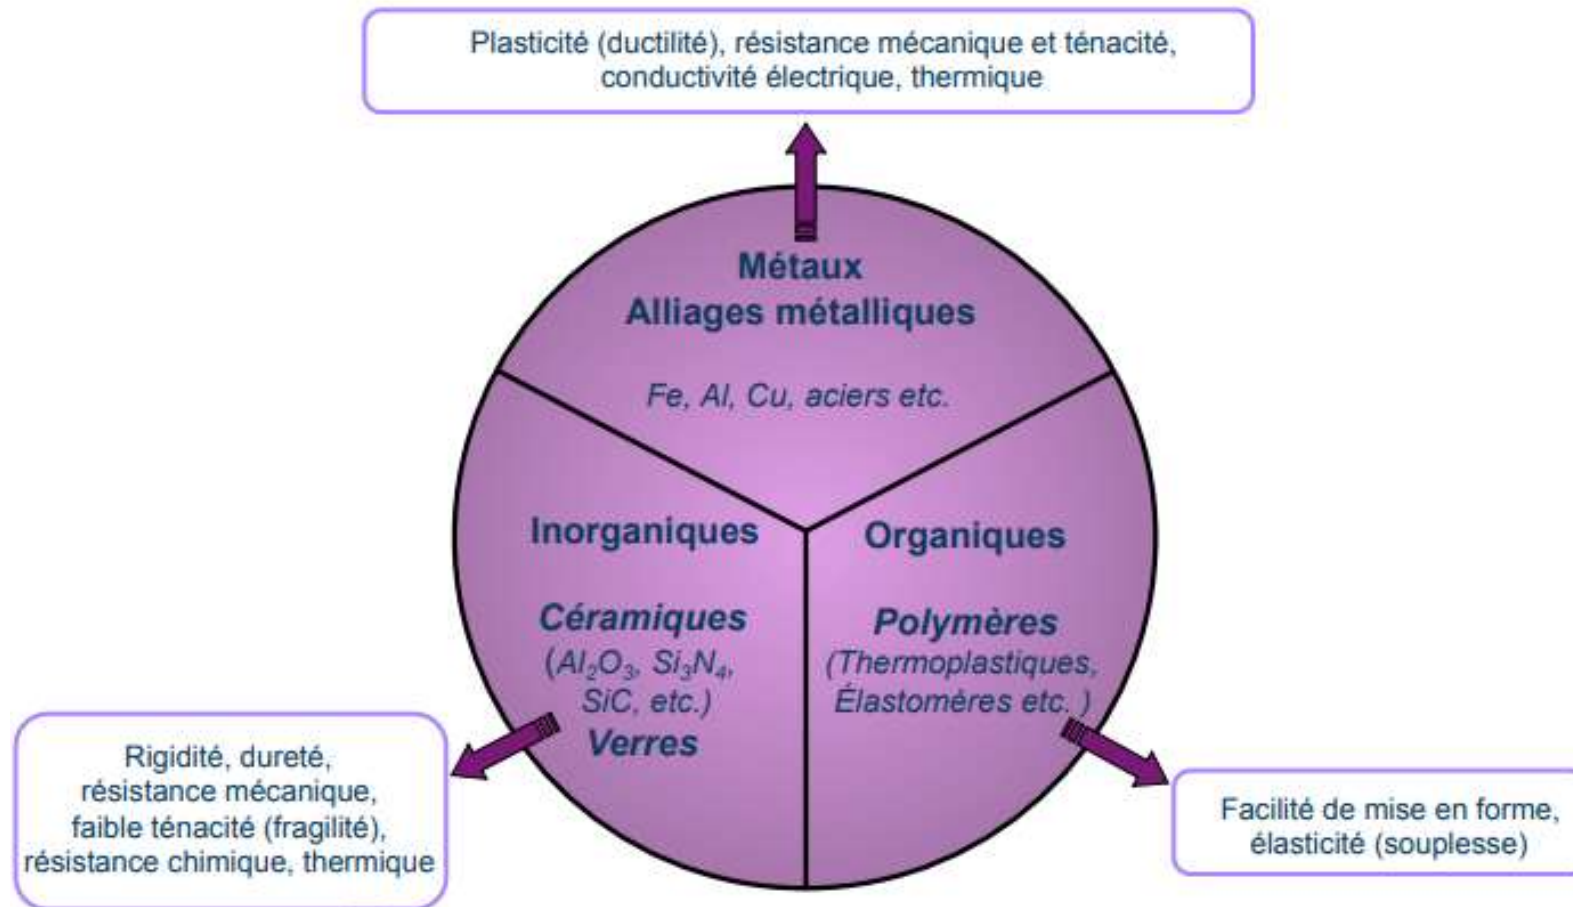 Plasticité (ductilité), résistance mécanique et ténacité,
conductivité électrique, thermique
Métaux
Alliages métalliques
Fe, Al, Cu, aciers etc.
Inorganiques
Céramiques
(Al₂O₃, Si₃N₄,
SiC, etc.)
Verres
Organiques
Polymères
(Thermoplastiques,
Élastomères etc. )
Rigidité, dureté,
résistance mécanique,
faible ténacité (fragilité),
résistance chimique, thermique
Facilité de mise en forme,
élasticité (souplesse)